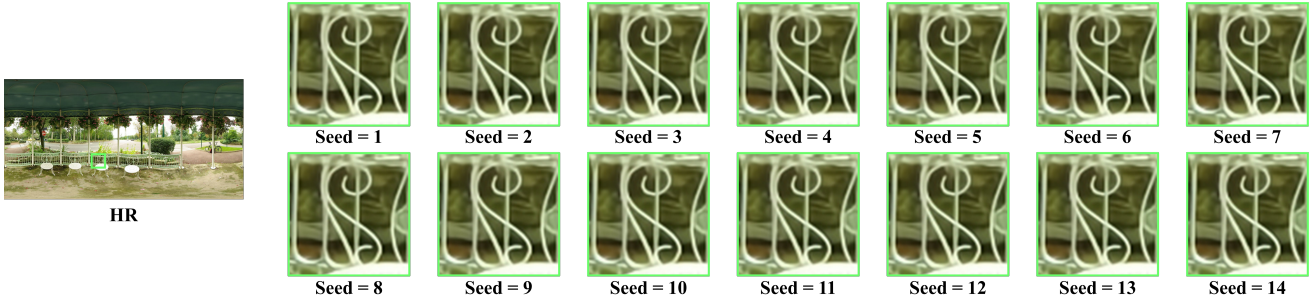 Seed = 1 Seed = 2 Seed = 3 Seed = 4 Seed = 5 Seed = 6 Seed = 7
HR
Seed = 8 Seed = 9 Seed = 10 Seed = 11 Seed = 12 Seed = 13 Seed = 14